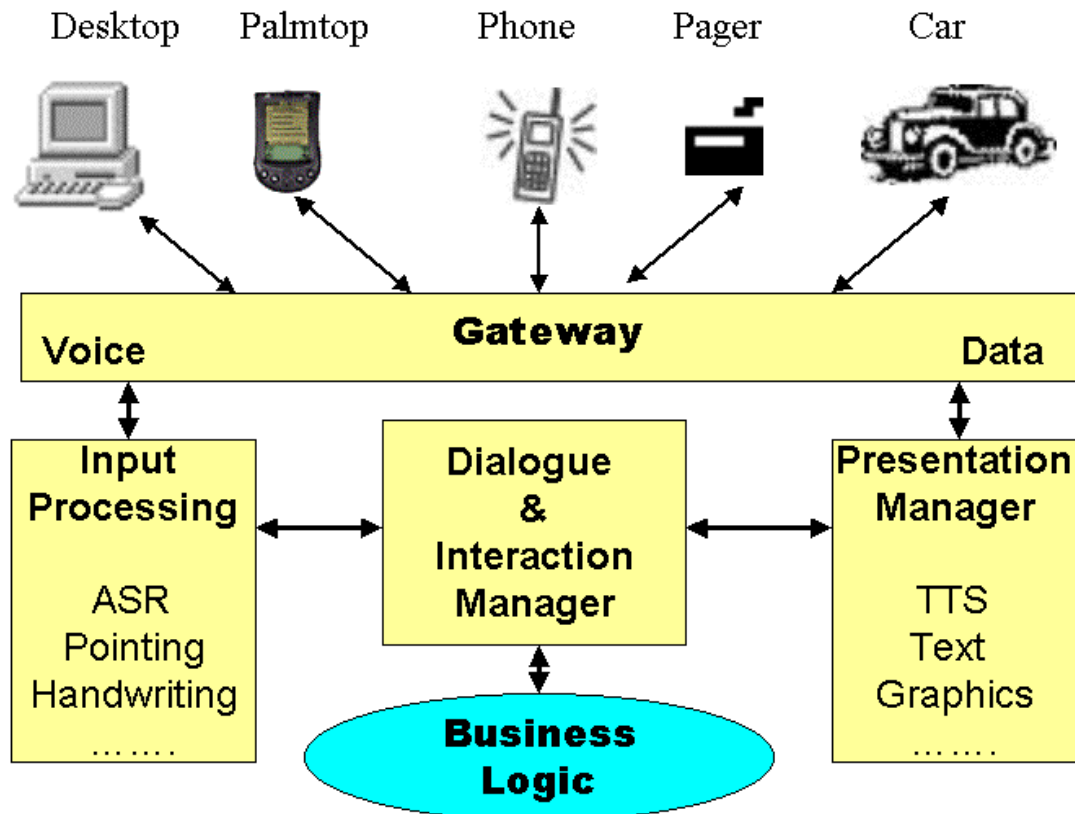 Desktop Palmtop Phone Pager Car
Gateway
Voice Data
Input
Processing
ASR
Pointing
Handwriting
…….
Dialogue
&
Interaction
Manager
Presentation
Manager
TTS
Text
Graphics
…….
Business
Logic